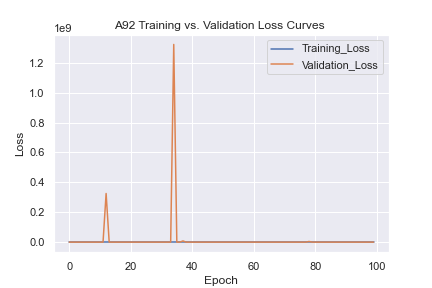 A92 Training vs. Validation Loss Curves
1e9
Training_Loss
Validation_Loss
1.2
1.0
0.8
0.6
0.4
0.2
0.0
Loss
0 20 40 60 80 100
Epoch